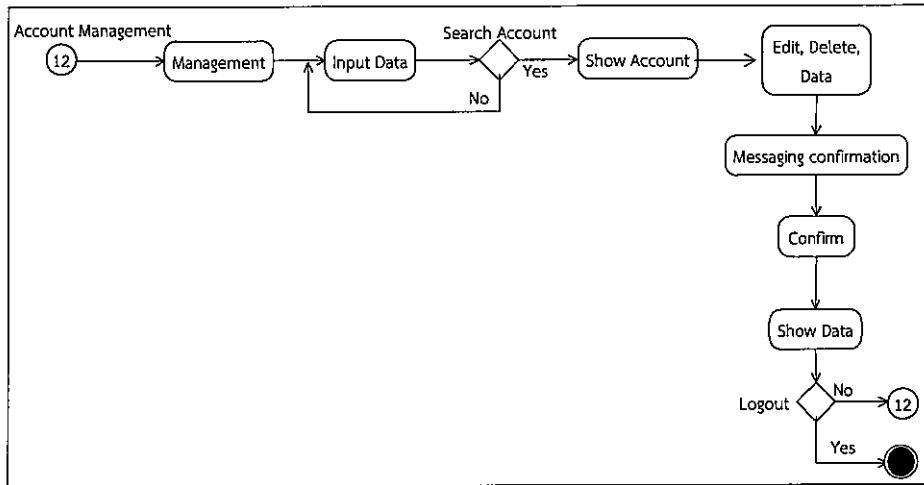 Account Management
12
Management
Input Data
Search Account
Yes
No
Show Account
Edit, Delete,
Data
Messaging confirmation
Confirm
Show Data
Logout
No
12
Yes